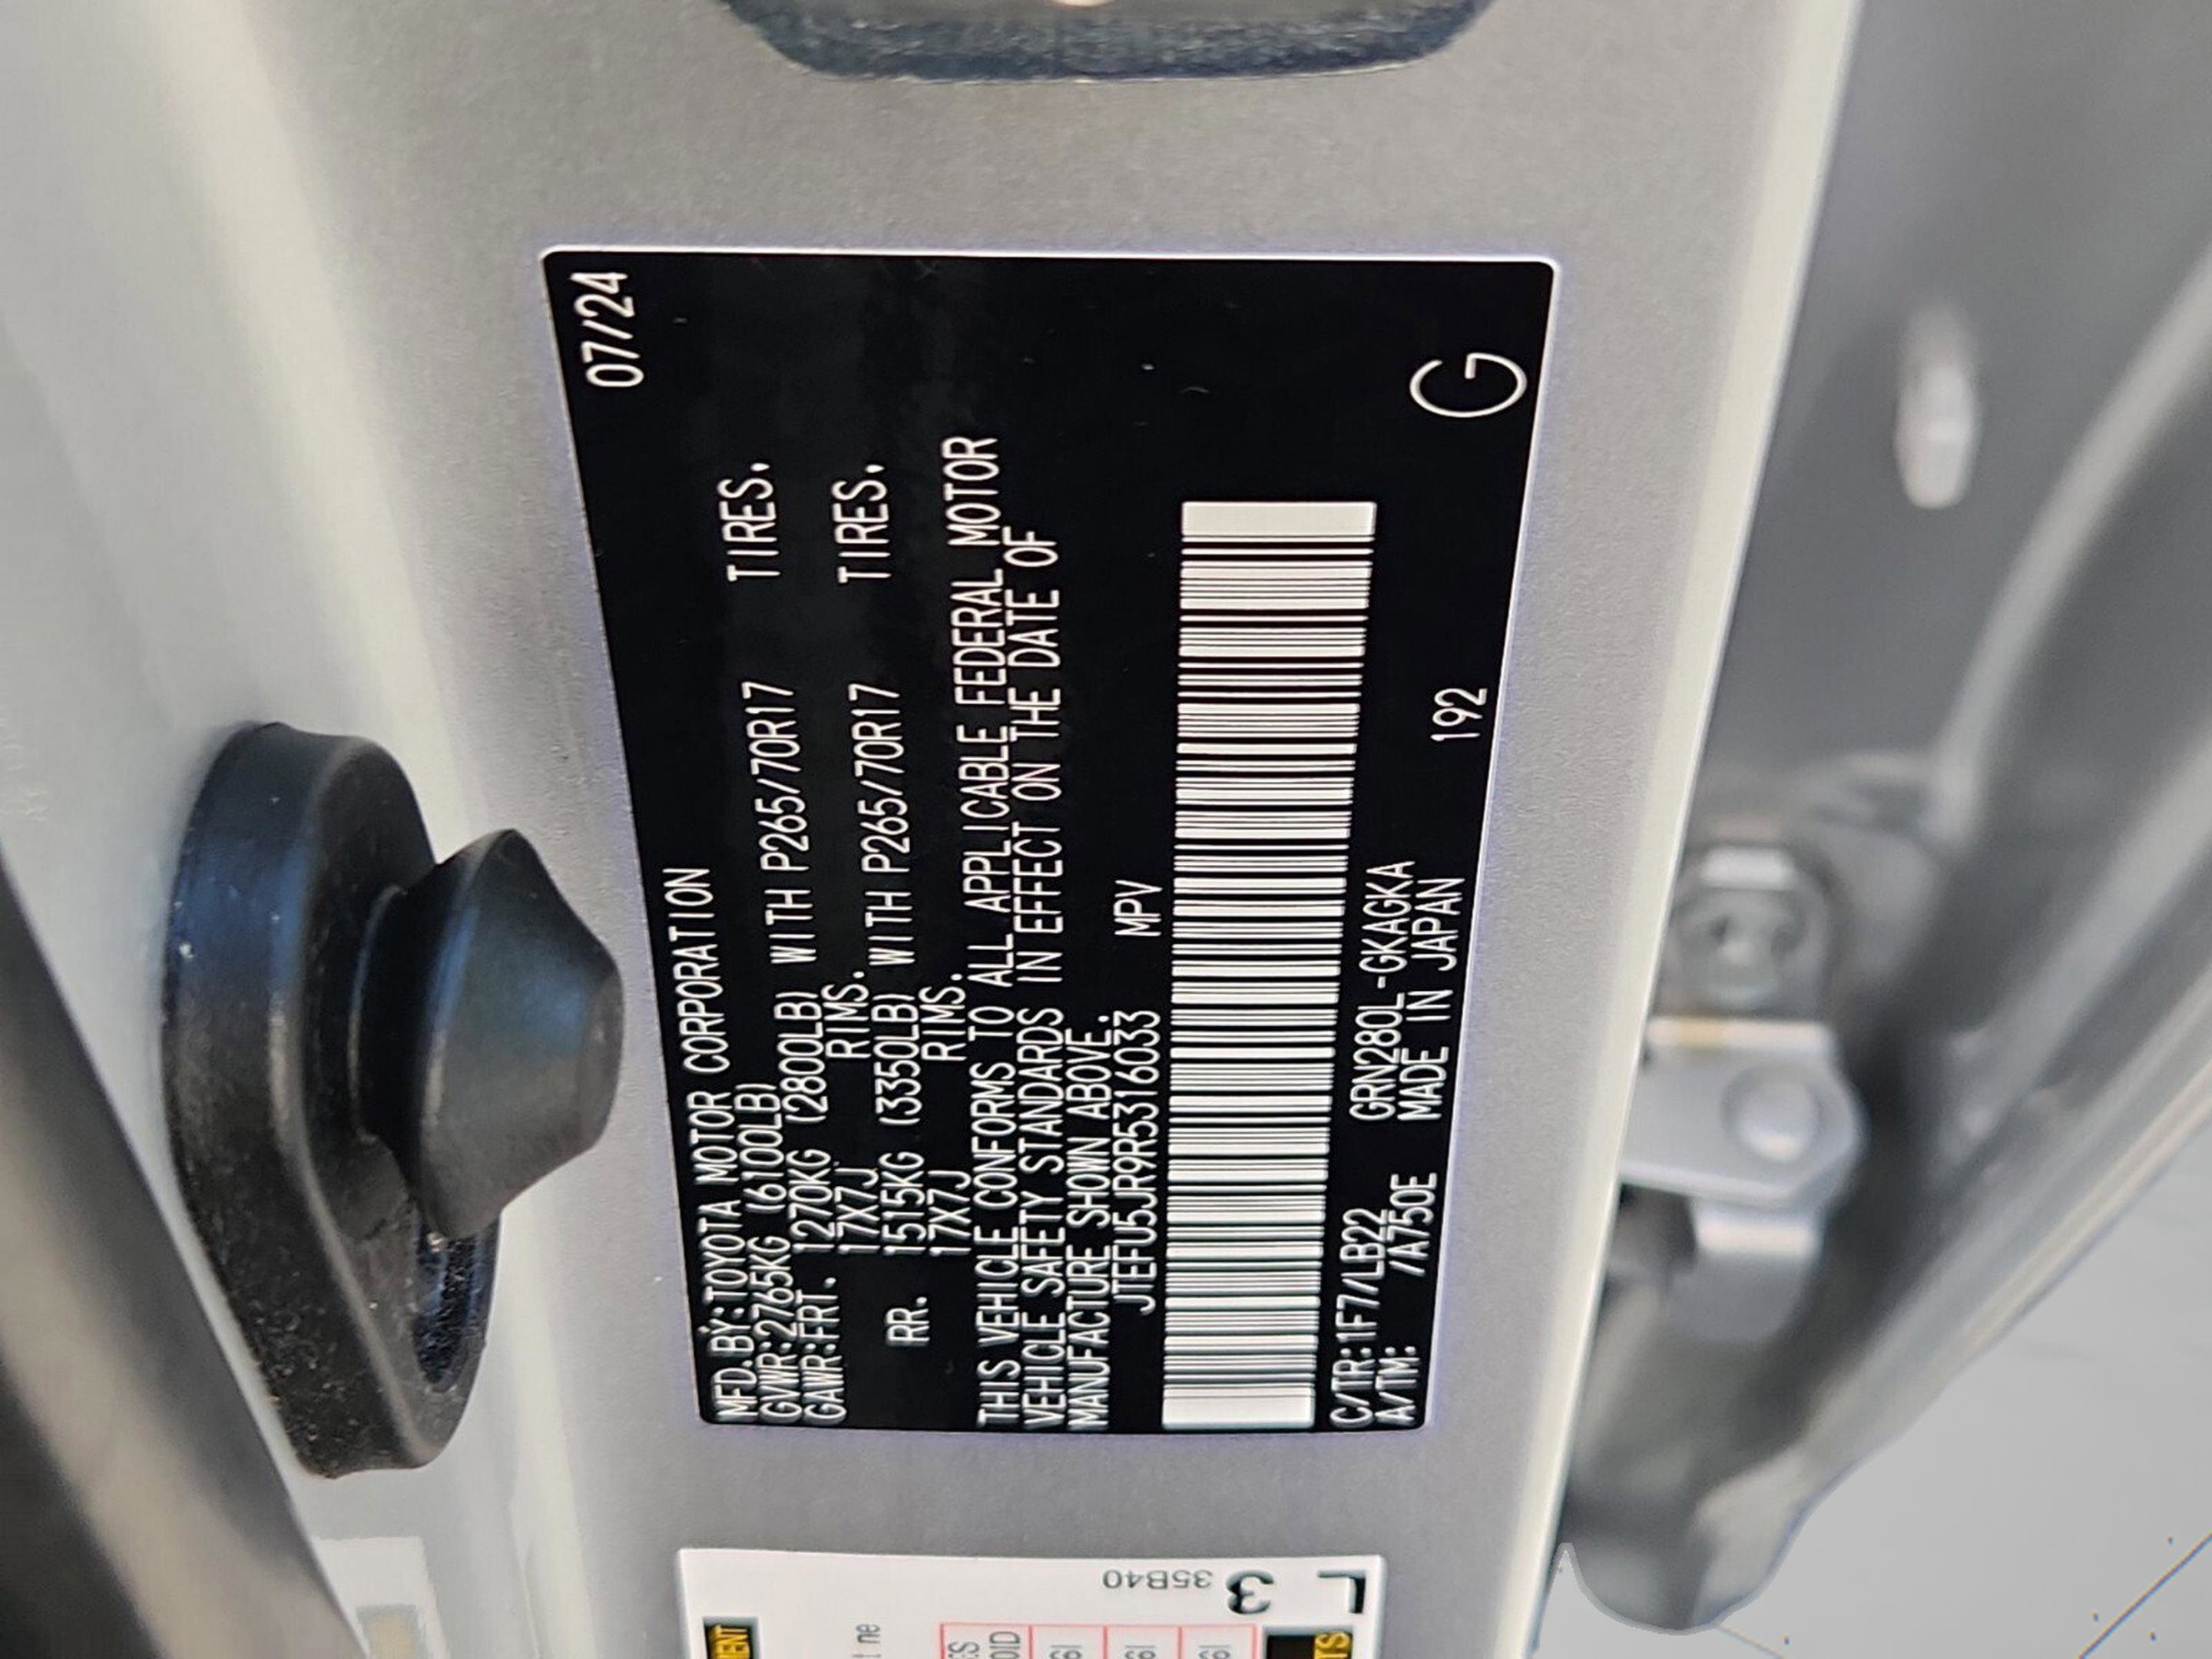 07/24
MFD.BY:TOYOTA MOTOR CORPORATION
GVWR:2765KG (6100LB)
GAWR:FRT. 1270KG (2800LB) WITH P265/70R17 TIRES.
17X7J RIMS.
RR. 1515KG (3350LB) WITH P265/70R17 TIRES.
17X7J RIMS.
THIS VEHICLE CONFORMS TO ALL APPLICABLE FEDERAL MOTOR
VEHICLE SAFETY STANDARDS IN EFFECT ON THE DATE OF
MANUFACTURE SHOWN ABOVE.
JTEFU5JR9R5316033 MPV
C/TR:1F7/LB22 GRN280L-GKAGKA
A/TM: /A750E MADE IN JAPAN 192
G
35B40
3
L